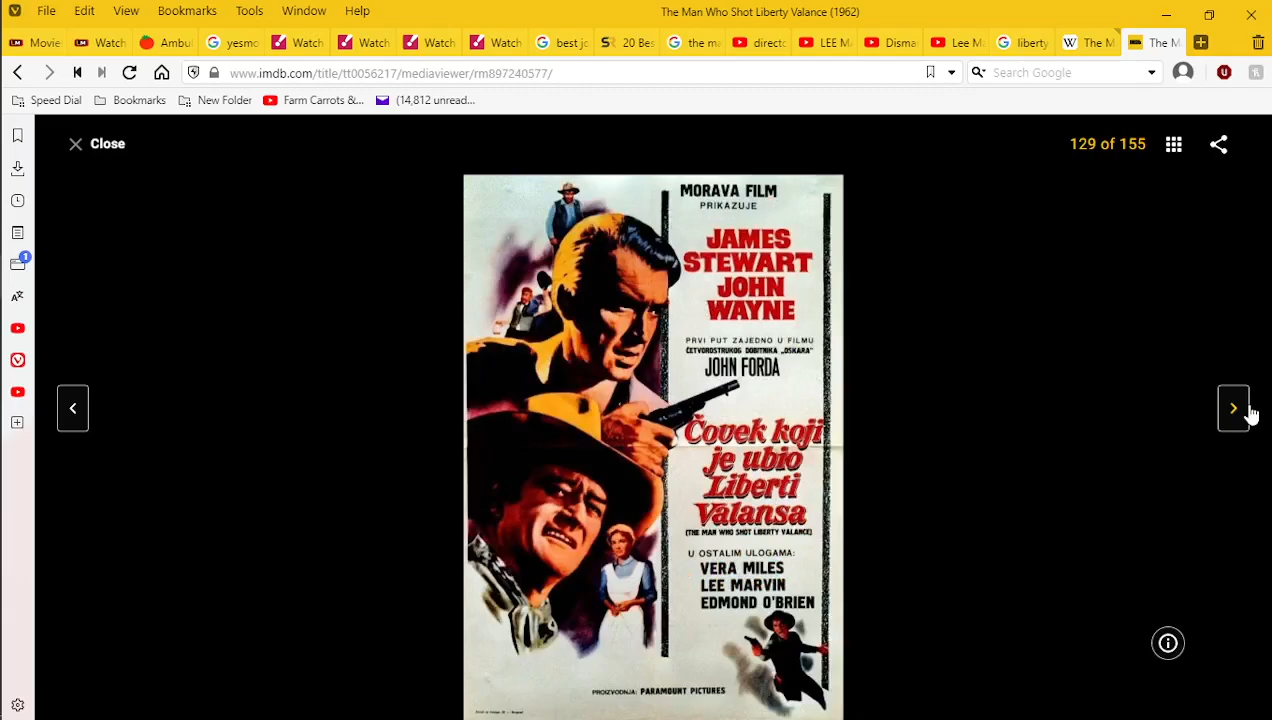 File Edit View Bookmarks Tools Window Help
The Man Who Shot Liberty Valance (1962)
Movie Watch Ambu yesmo Watch Watch Watch Watch best jo 20 Bes the m directo LEE M Disma Lee M liberty The M The M
www.imdb.com/title/tt0056217/mediaviewer/rm897240577/
Search Google
Speed Dial Bookmarks New Folder Farm Carrots &... (14,812 unread...
Close
129 of 155
MORAVA FILM
PRIKAZUJE
JAMES
STEWART
JOHN
WAYNE
PRVI PUT ZAJEDNO U FILMU
ČETVOROSTRUKOG DOBITNIKA „OSKARA"
JOHN FORDA
Čovek koji
je ubio
Liberti
Valansa
(THE MAN WHO SHOT LIBERTY VALANCE)
U OSTALIM ULOGAMA:
VERA MILES
LEE MARVIN
EDMOND O'BRIEN
PROIZVODNJA: PARAMOUNT PICTURES